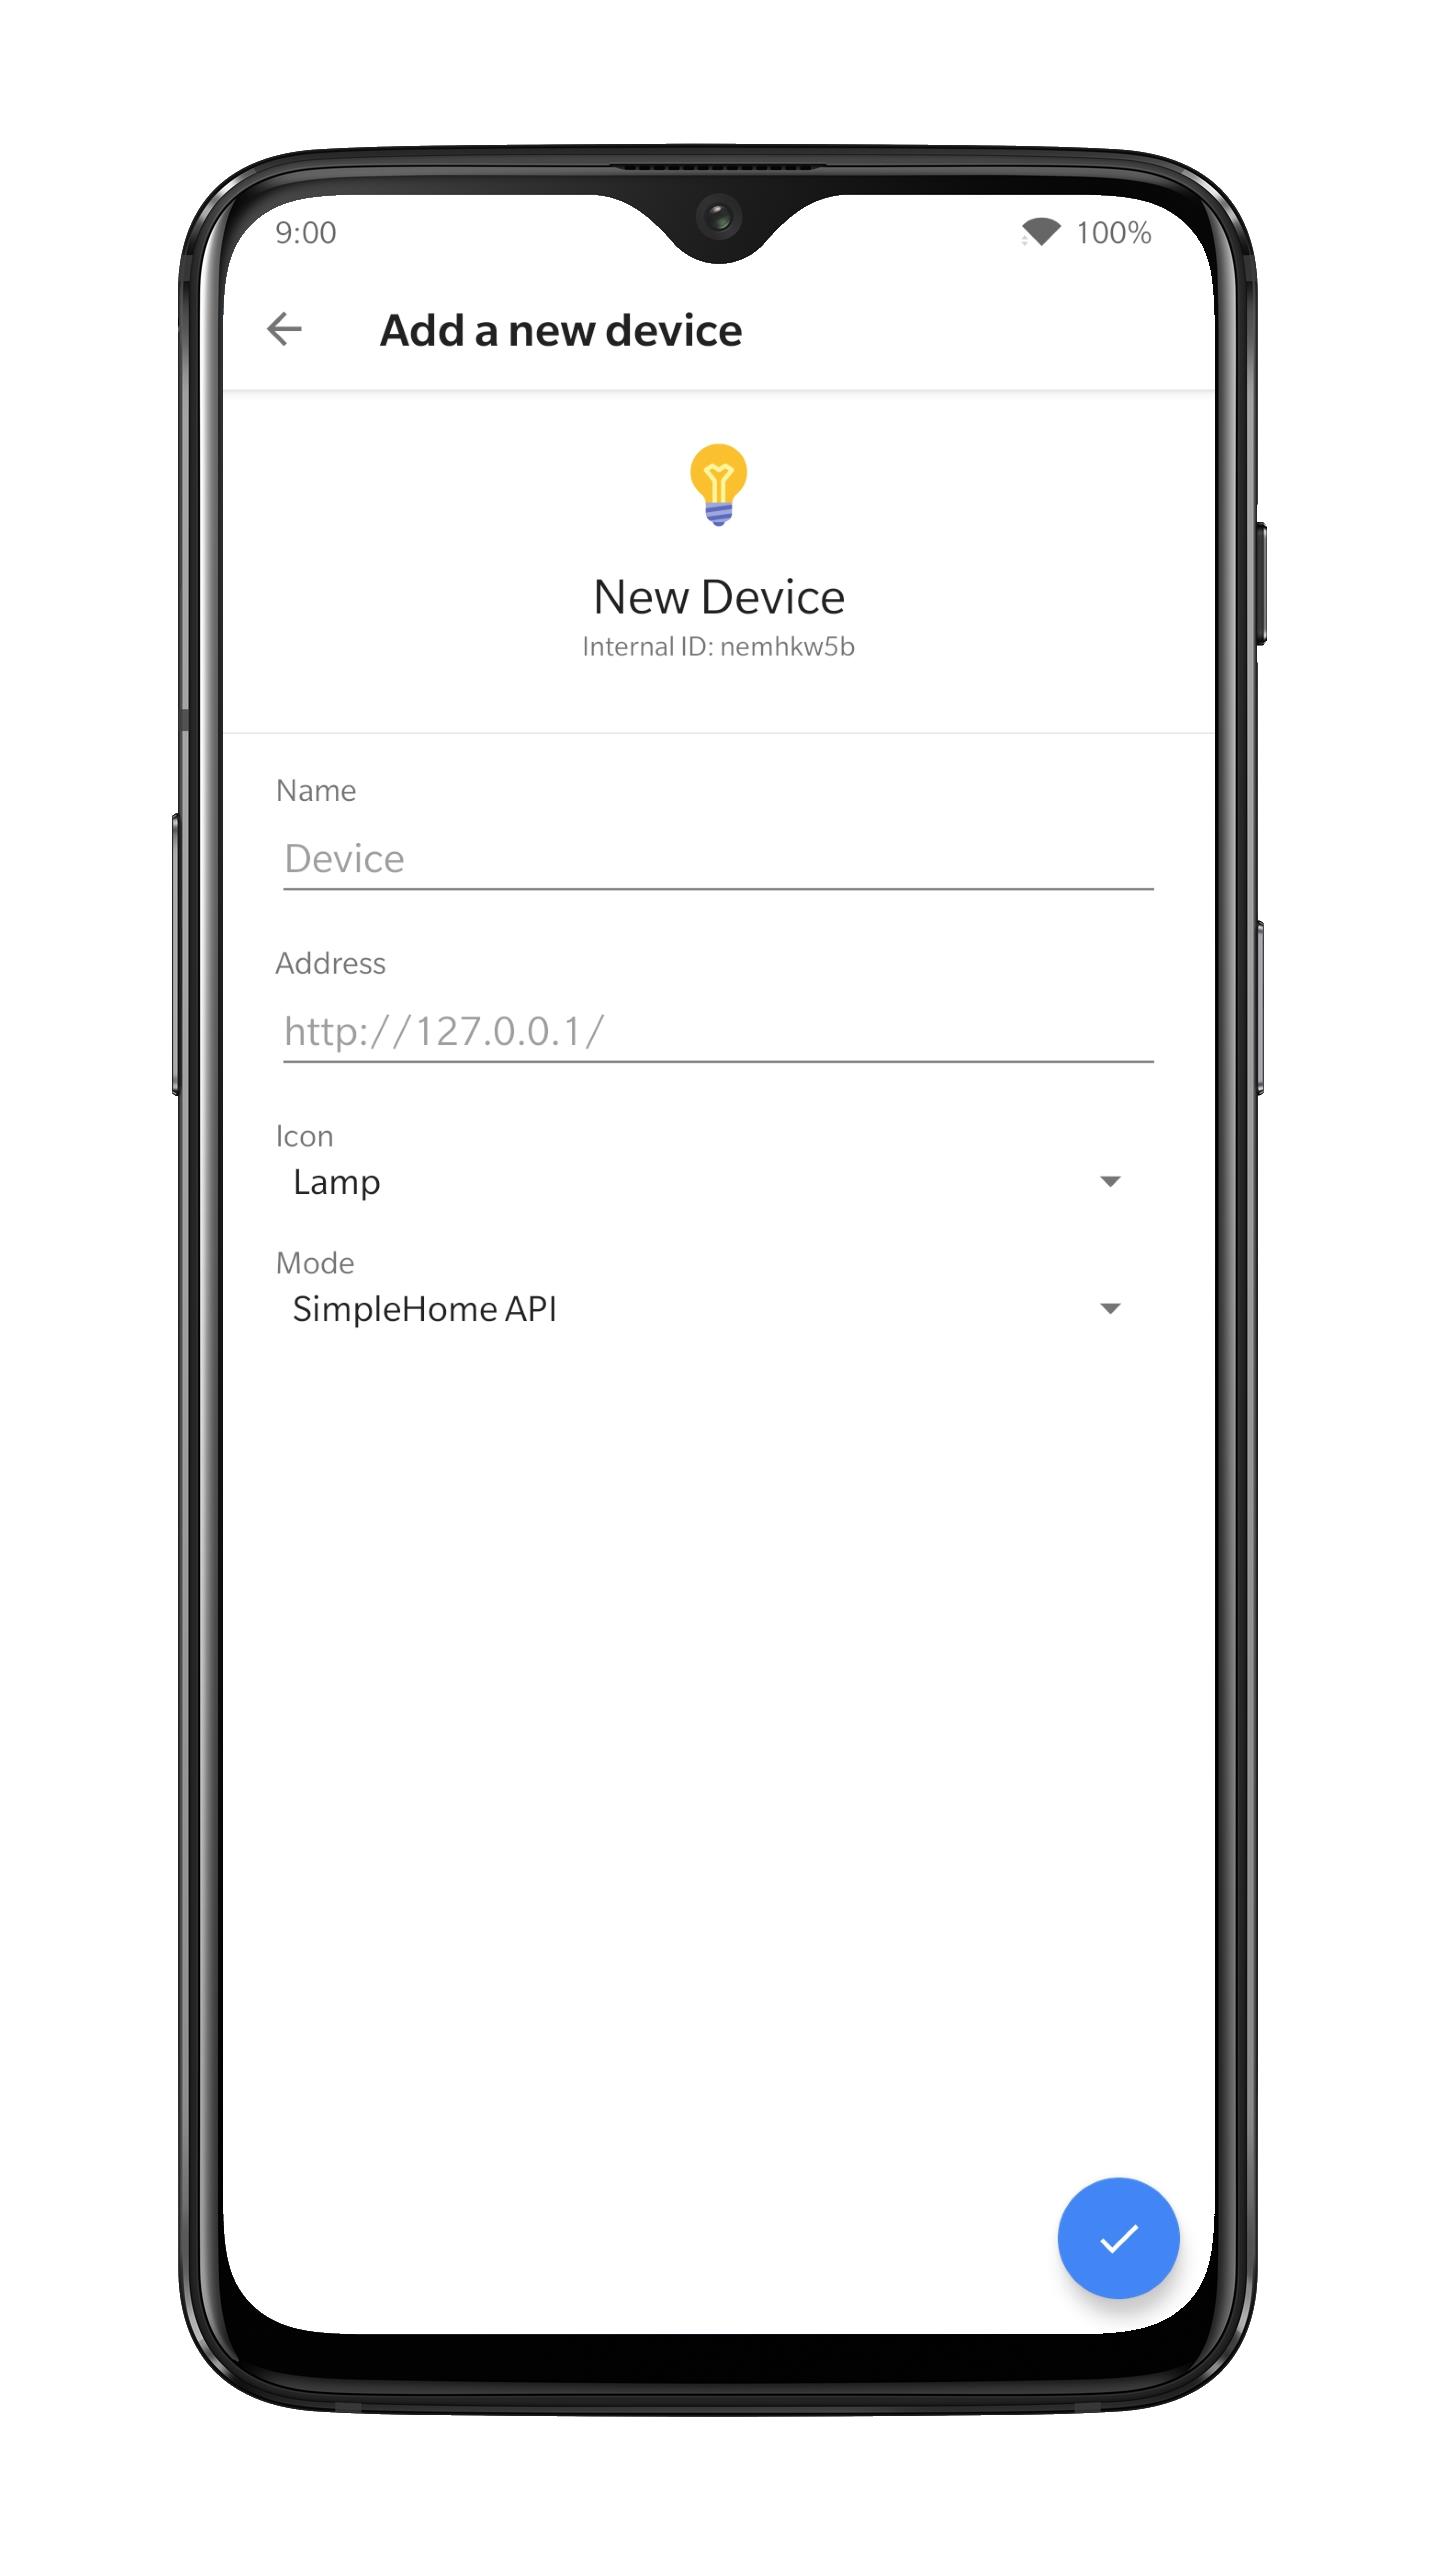 9:00
100%
Add a new device
New Device
Internal ID: nemhkw5b
Name
Device
Address
http://127.0.0.1/
Icon
Lamp
Mode
SimpleHome API